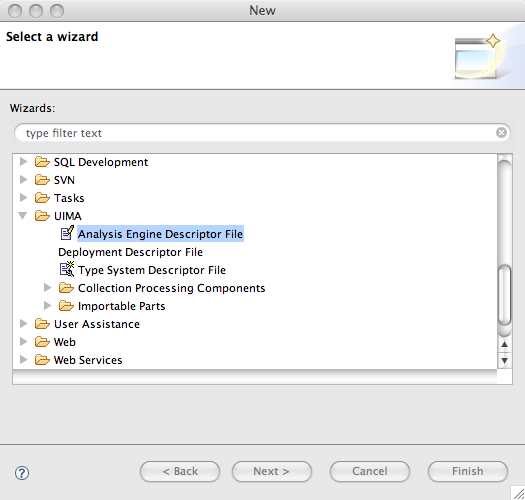 New
Select a wizard
Wizards:
type filter text
SQL Development
SVN
Tasks
UIMA
Analysis Engine Descriptor File
Deployment Descriptor File
Type System Descriptor File
Collection Processing Components
Importable Parts
User Assistance
Web
Web Services
?
< Back
Next >
Cancel
Finish